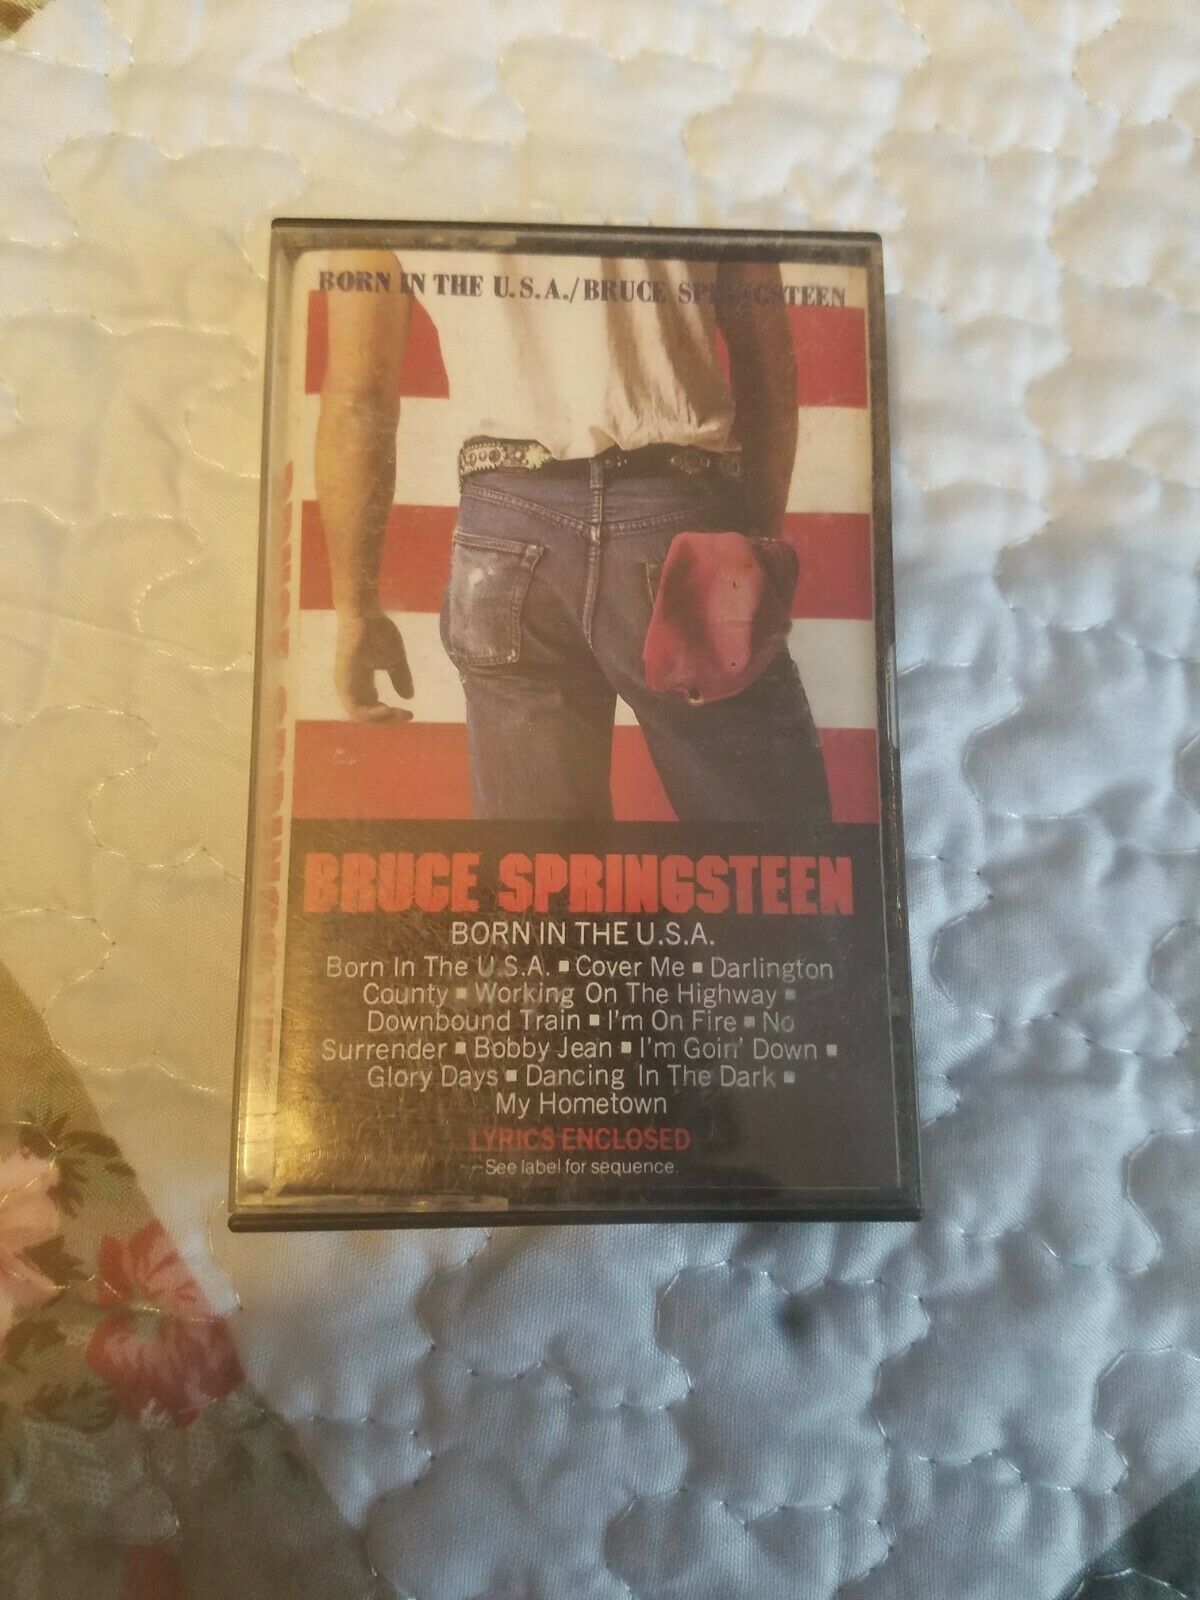 BORN IN THE U.S.A./BRUCE SPRINGSTEEN
BRUCE SPRINGSTEEN
BORN IN THE U.S.A.
Born In The U.S.A. ▪ Cover Me ▪ Darlington
County ▪ Working On The Highway ▪
Downbound Train ▪ I'm On Fire ▪ No
Surrender ▪ Bobby Jean ▪ I'm Goin' Down ▪
Glory Days ▪ Dancing In The Dark ▪
My Hometown
LYRICS ENCLOSED
See label for sequence.